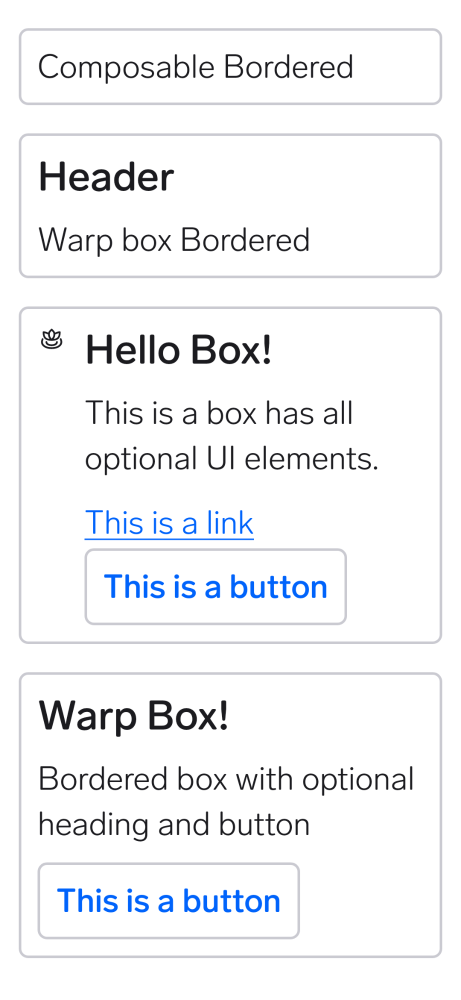 Composable Bordered
Header
Warp box Bordered
Hello Box!
This is a box has all
optional UI elements.
This is a link
This is a button
Warp Box!
Bordered box with optional
heading and button
This is a button